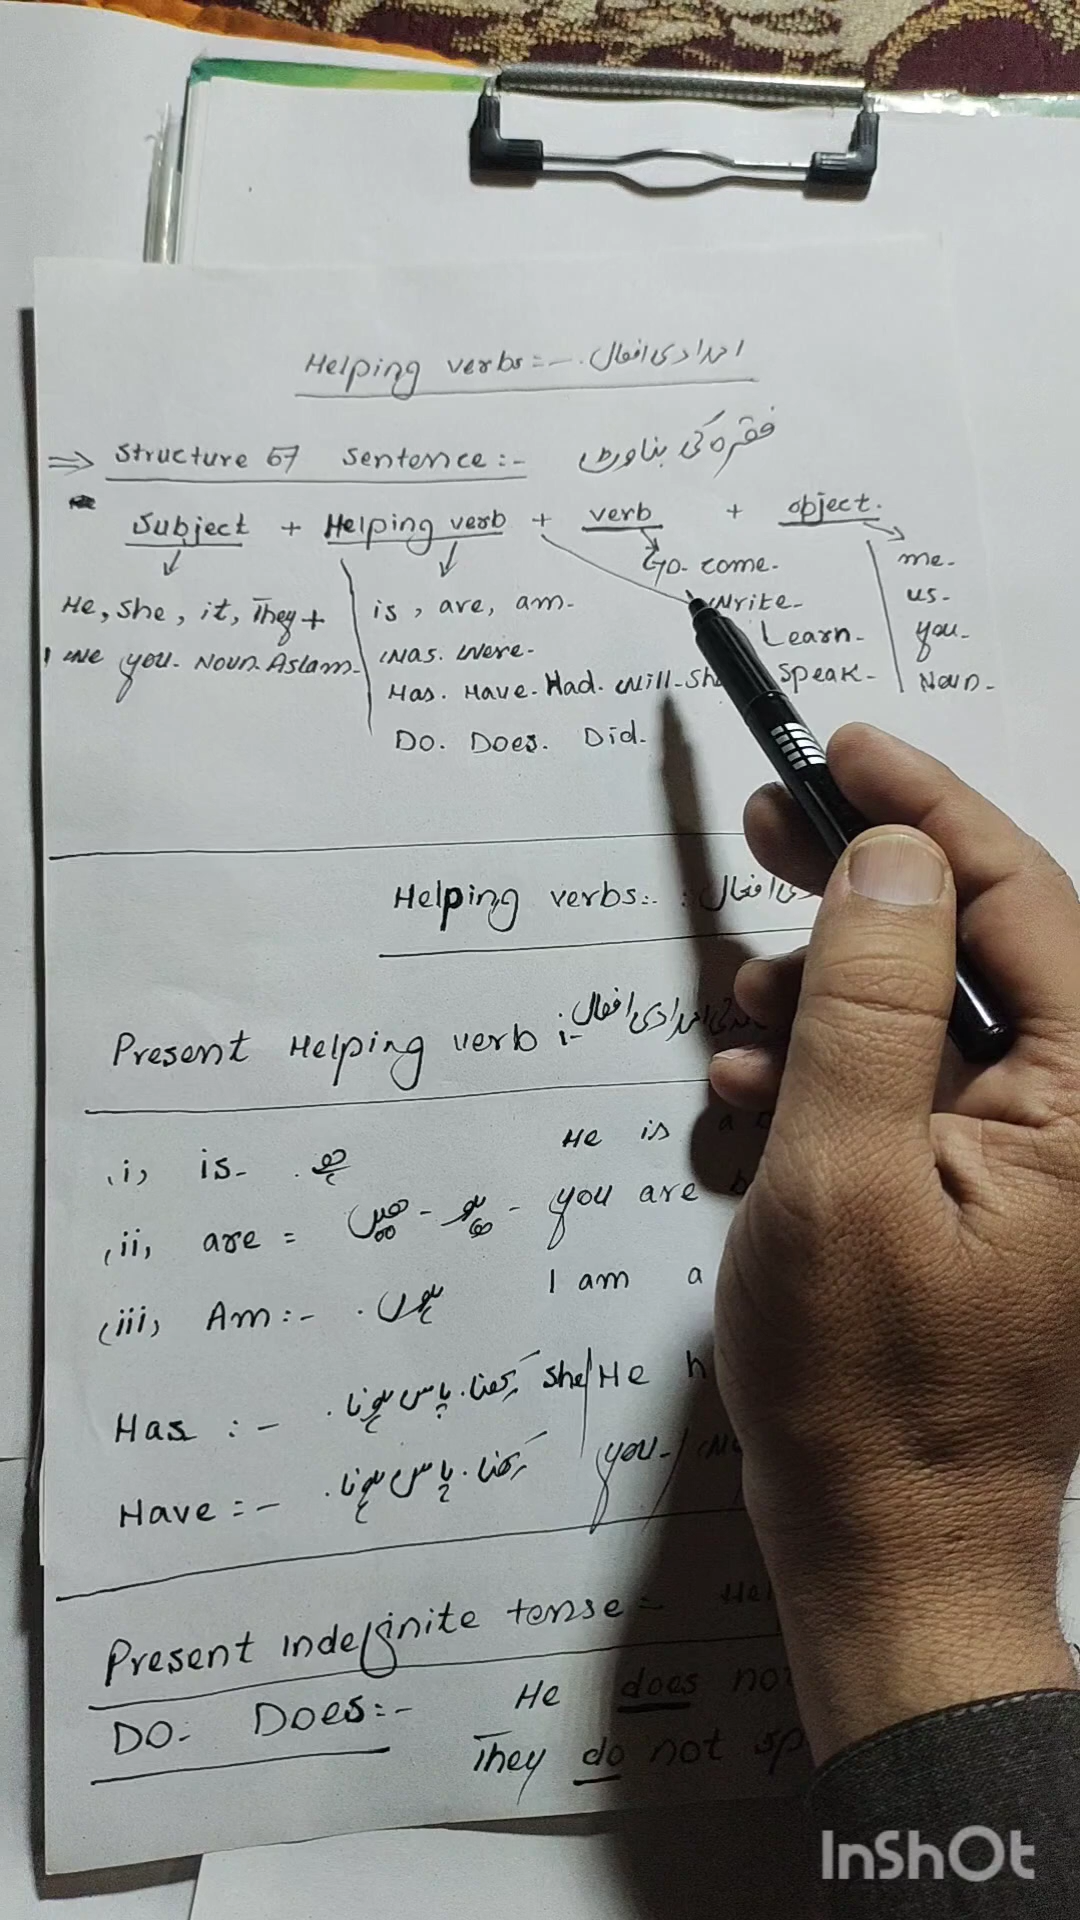 Helping verbs :- امدادی افعال
⇒ Structure of Sentence :- فقرہ کی بناوٹ
Subject + Helping verb + verb + object.
He, She, it, They + is, are, am. Go. come. me.
we you. Noun. Aslam. Was. Were. Write. us.
Has. Have. Had. Will. Learn. you.
Do. Does. Did. Speak. Noun.
Helping verbs :- افعال
Present Helping verb :- امدادی افعال
(i) is - ہے He is a
(ii) are = ہیں - ہو - you are
(iii) Am :- ہوں I am a
Has :- رکھنا. پاس ہونا. She/He
Have :- رکھنا. پاس ہونا. you/
Present indefinite tense =
DO. Does :- He does not
They do not
InShOt